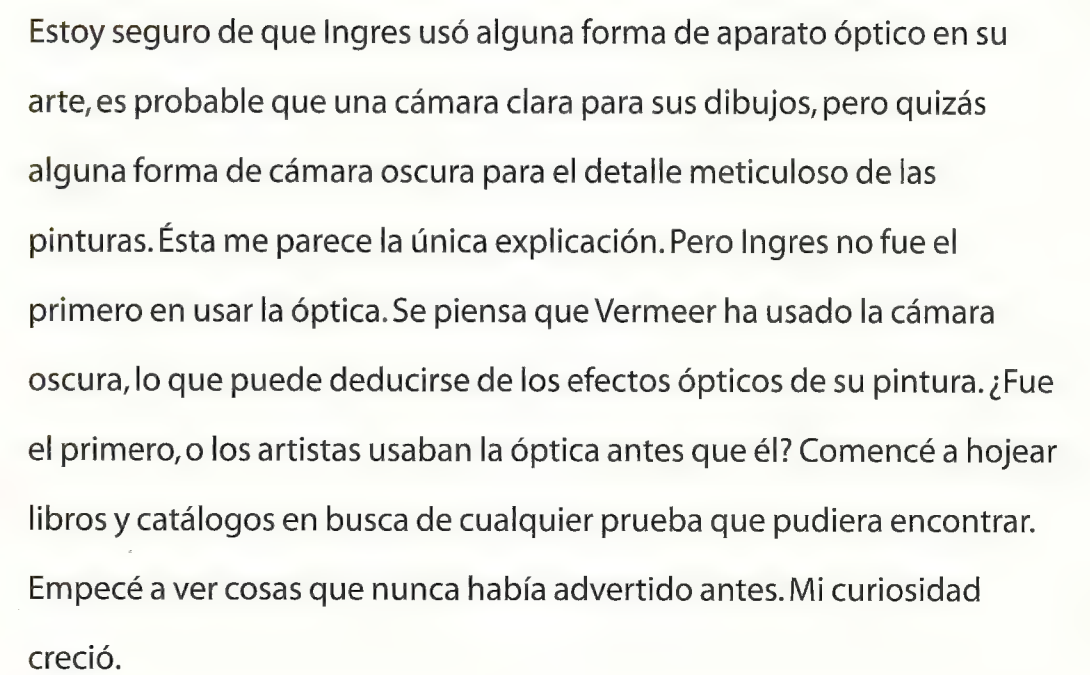 Estoy seguro de que Ingres usó alguna forma de aparato óptico en su
arte, es probable que una cámara clara para sus dibujos, pero quizás
alguna forma de cámara oscura para el detalle meticuloso de las
pinturas. Ésta me parece la única explicación. Pero Ingres no fue el
primero en usar la óptica. Se piensa que Vermeer ha usado la cámara
oscura, lo que puede deducirse de los efectos ópticos de su pintura. ¿Fue
el primero, o los artistas usaban la óptica antes que él? Comencé a hojear
libros y catálogos en busca de cualquier prueba que pudiera encontrar.
Empecé a ver cosas que nunca había advertido antes. Mi curiosidad
creció.